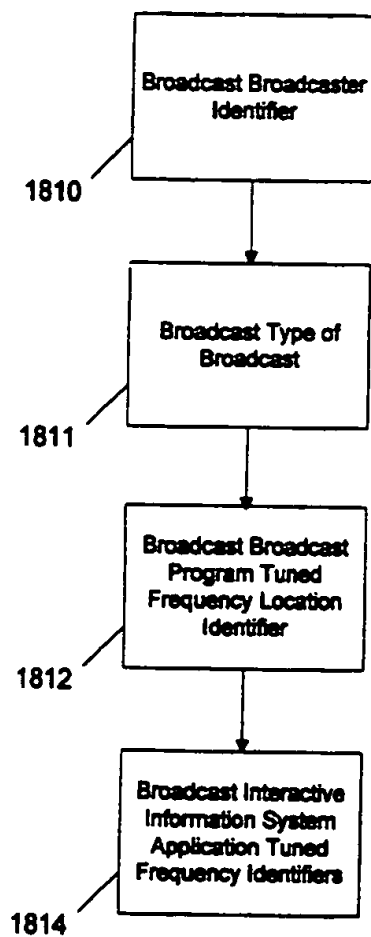 Broadcast Broadcaster
Identifier
1810
Broadcast Type of
Broadcast
1811
Broadcast Broadcast
Program Tuned
Frequency Location
Identifier
1812
Broadcast Interactive
Information System
Application Tuned
Frequency Identifiers
1814